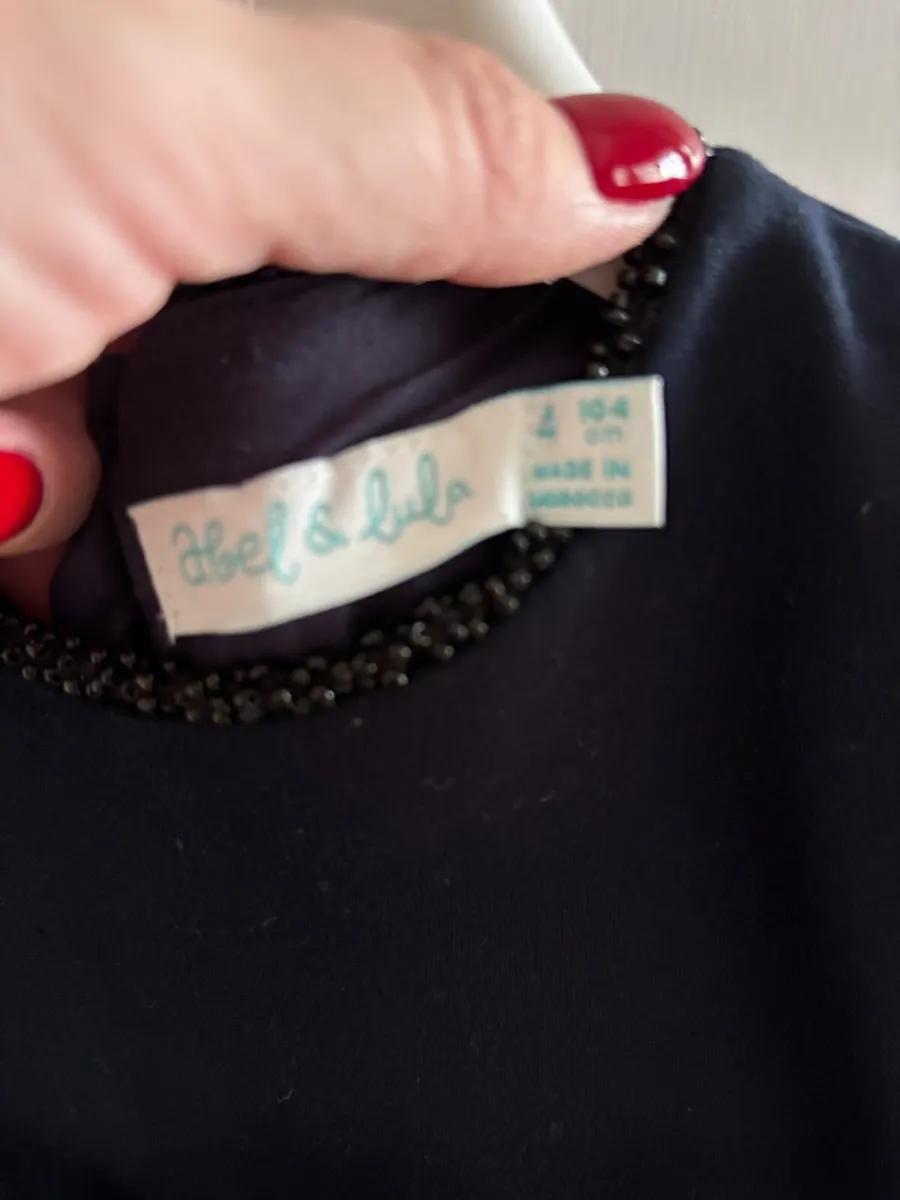 Abel & lula
4 104
cm
MADE IN
MOROCCO